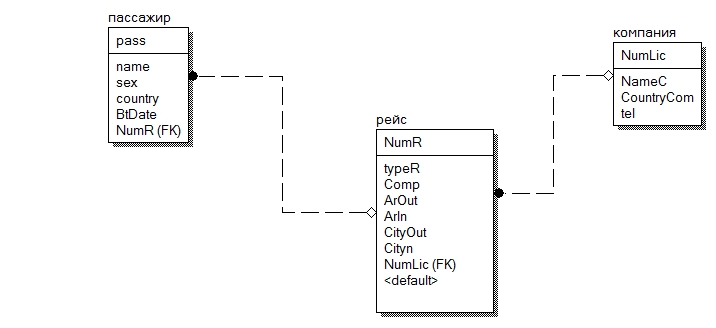 пассажир
pass
name
sex
country
BtDate
NumR (FK)
рейс
NumR
typeR
Comp
ArOut
ArIn
CityOut
Cityn
NumLic (FK)
<default>
компания
NumLic
NameC
CountryCom
tel